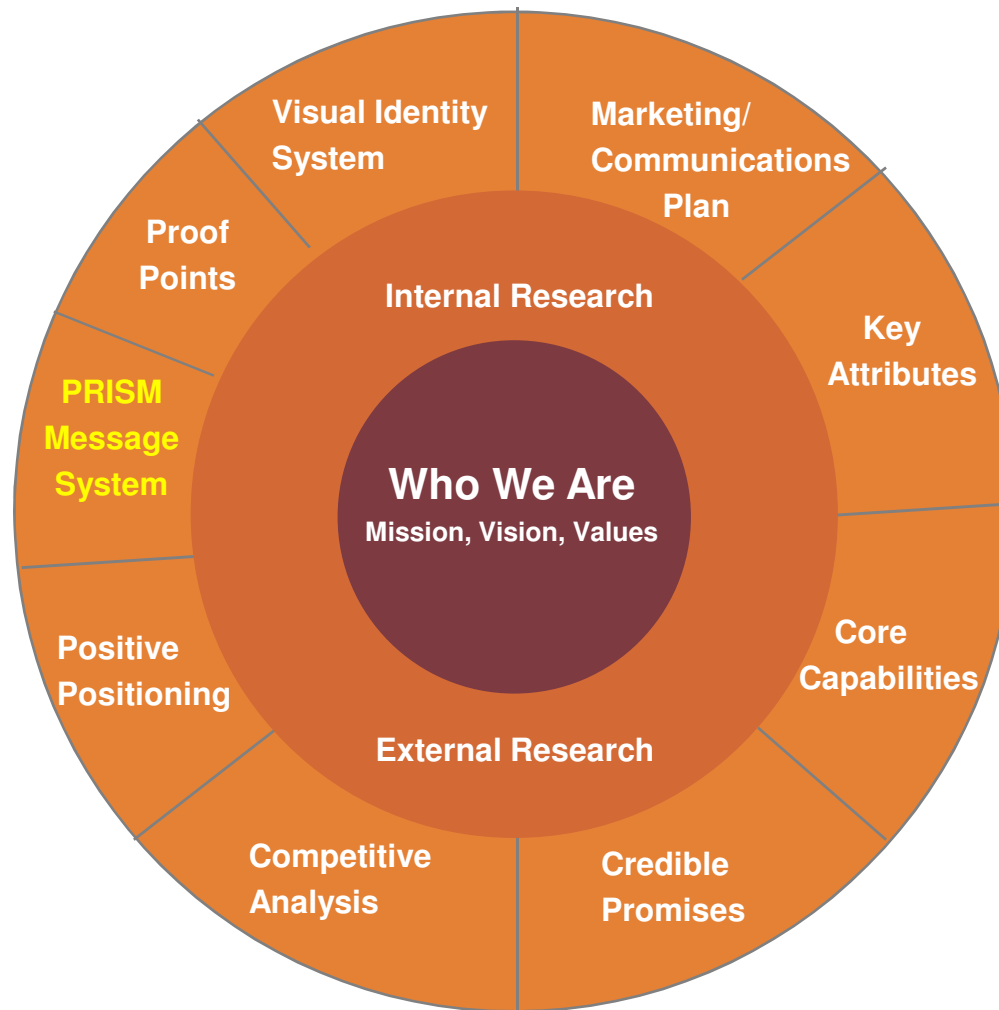 Visual Identity
System
Marketing/
Communications
Plan
Proof
Points
Internal Research
Key
Attributes
PRISM
Message
System
Who We Are
Mission, Vision, Values
Positive
Positioning
Core
Capabilities
External Research
Competitive
Analysis
Credible
Promises